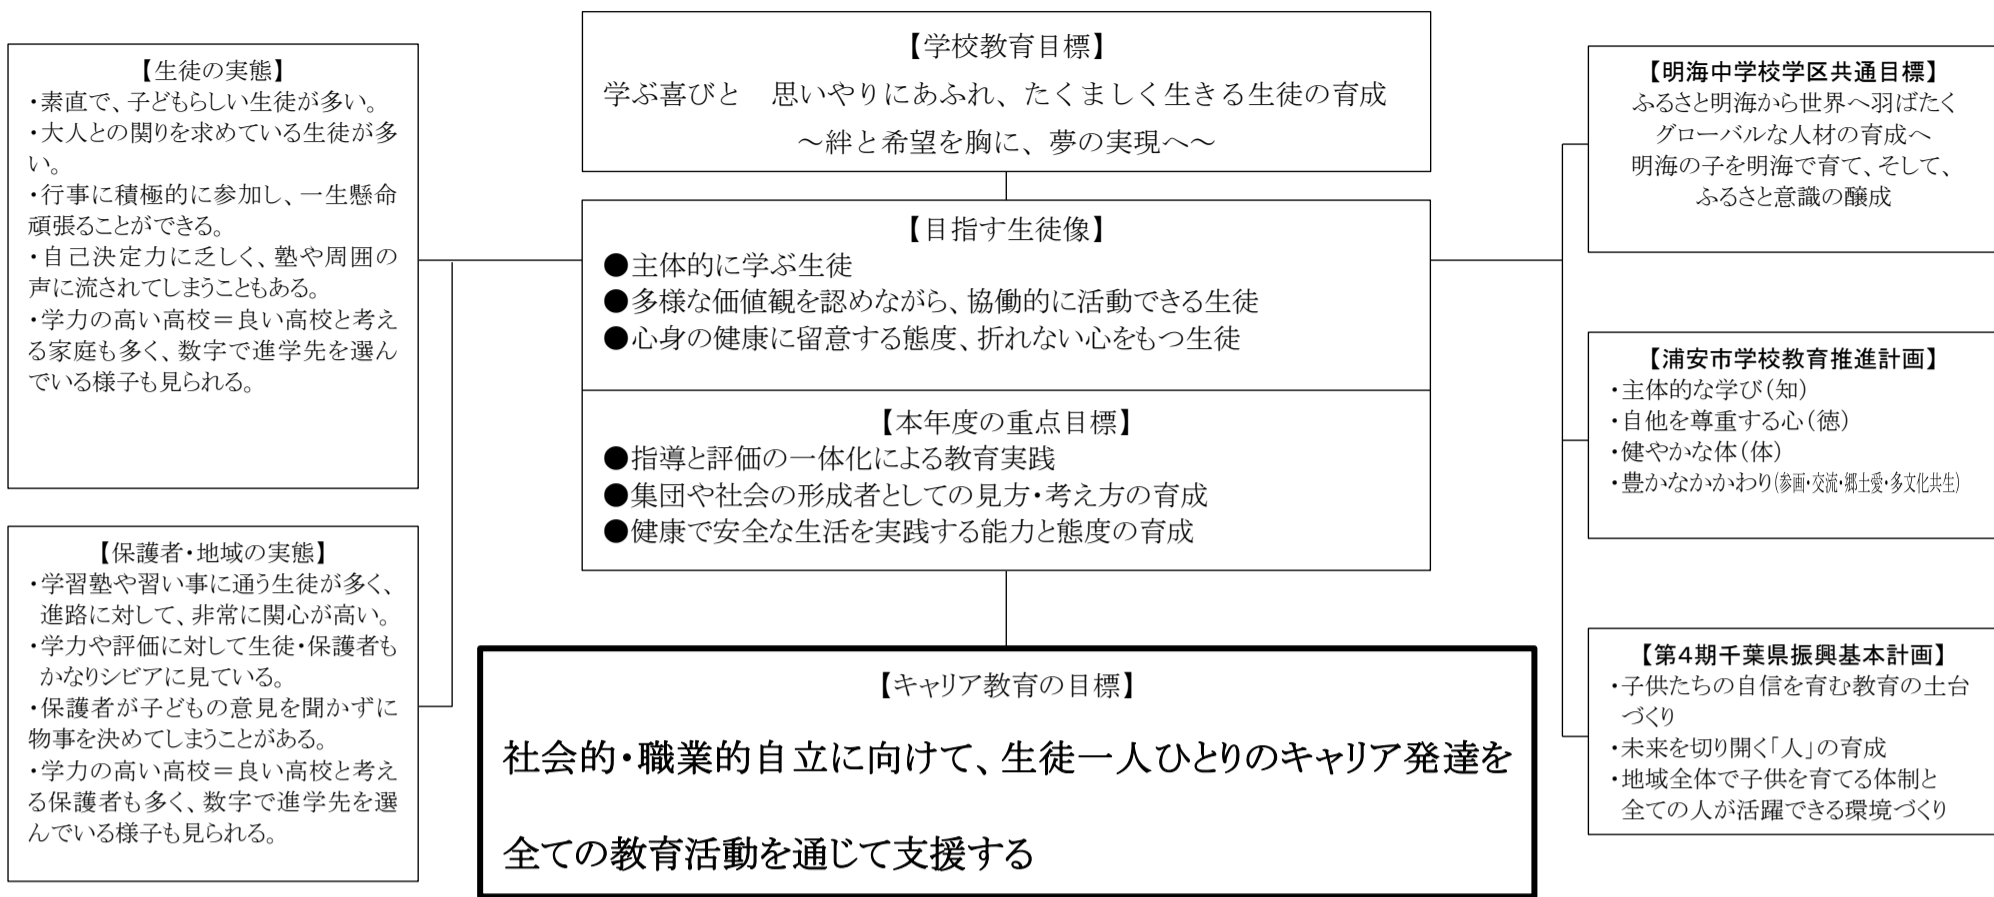 【生徒の実態】
・素直で、子どもらしい生徒が多い。
・大人との関りを求めている生徒が多
い。
・行事に積極的に参加し、一生懸命
頑張ることができる。
・自己決定力に乏しく、塾や周囲の
声に流されてしまうこともある。
・学力の高い高校＝良い高校と考え
る家庭も多く、数字で進学先を選ん
でいる様子も見られる。
【保護者・地域の実態】
・学習塾や習い事に通う生徒が多く、
進路に対して、非常に関心が高い。
・学力や評価に対して生徒・保護者も
かなりシビアに見ている。
・保護者が子どもの意見を聞かずに
物事を決めてしまうことがある。
・学力の高い高校＝良い高校と考え
る保護者も多く、数字で進学先を選
んでいる様子も見られる。
【学校教育目標】
学ぶ喜びと　思いやりにあふれ、たくましく生きる生徒の育成
～絆と希望を胸に、夢の実現へ～
【目指す生徒像】
●主体的に学ぶ生徒
●多様な価値観を認めながら、協働的に活動できる生徒
●心身の健康に留意する態度、折れない心をもつ生徒
【本年度の重点目標】
●指導と評価の一体化による教育実践
●集団や社会の形成者としての見方・考え方の育成
●健康で安全な生活を実践する能力と態度の育成
【キャリア教育の目標】
社会的・職業的自立に向けて、生徒一人ひとりのキャリア発達を
全ての教育活動を通じて支援する
【明海中学校学区共通目標】
ふるさと明海から世界へ羽ばたく
グローバルな人材の育成へ
明海の子を明海で育て、そして、
ふるさと意識の醸成
【浦安市学校教育推進計画】
・主体的な学び（知）
・自他を尊重する心（徳）
・健やかな体（体）
・豊かなかかわり（参画・交流・郷土愛・多文化共生）
【第４期千葉県振興基本計画】
・子供たちの自信を育む教育の土台
づくり
・未来を切り開く「人」の育成
・地域全体で子供を育てる体制と
全ての人が活躍できる環境づくり